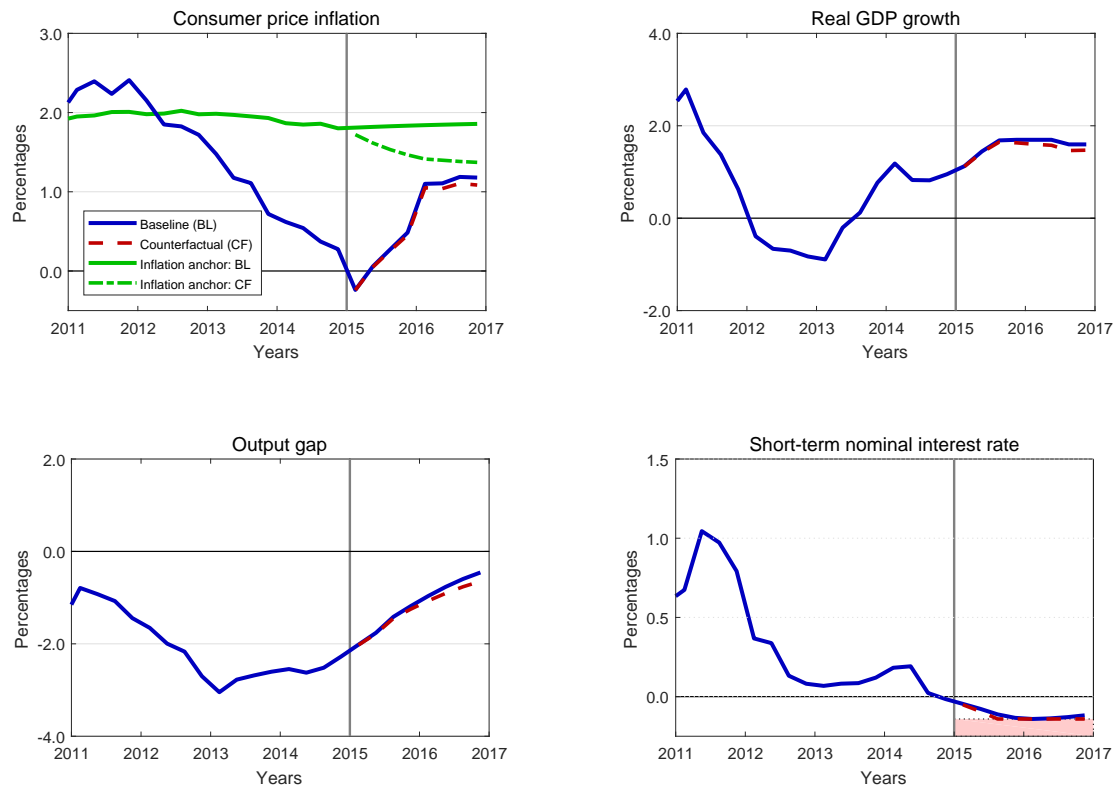 Consumer price inflation
3.0
2.0
1.0
0.0
Percentages
Baseline (BL)
Counterfactual (CF)
Inflation anchor: BL
Inflation anchor: CF
2011 2012 2013 2014 2015 2016 2017
Years
Real GDP growth
4.0
2.0
0.0
-2.0
Percentages
2011 2012 2013 2014 2015 2016 2017
Years
Output gap
2.0
0.0
-2.0
-4.0
Percentages
2011 2012 2013 2014 2015 2016 2017
Years
Short-term nominal interest rate
1.5
1.0
0.5
0.0
Percentages
2011 2012 2013 2014 2015 2016 2017
Years